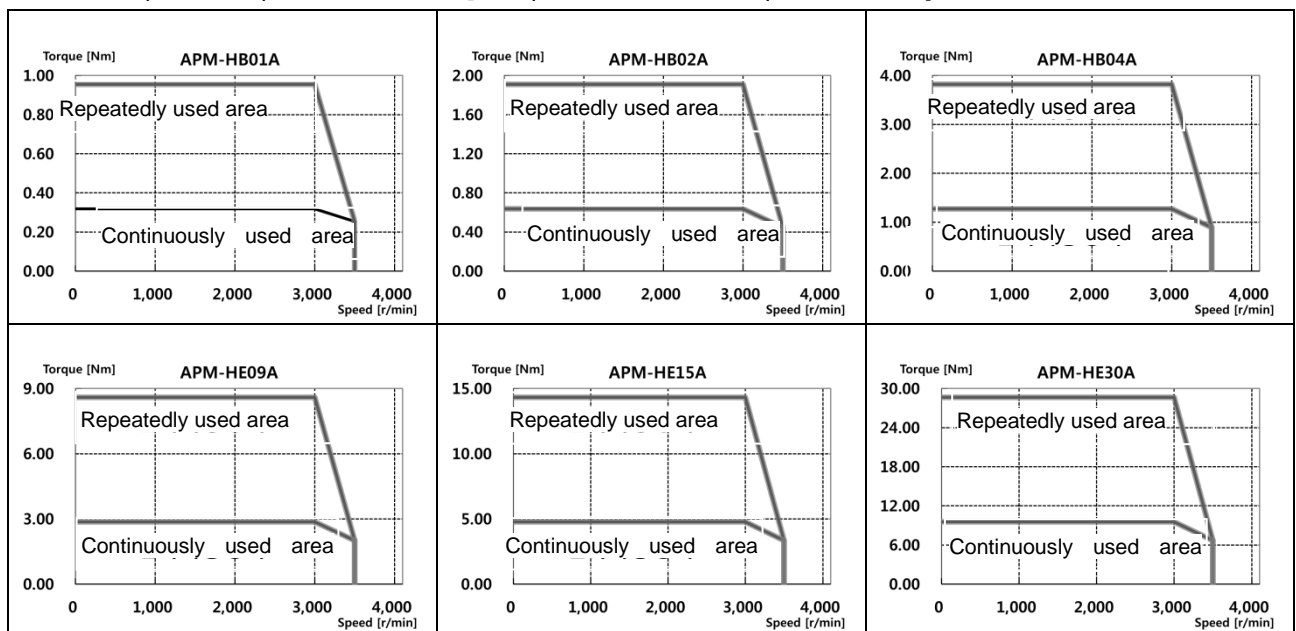 Torque [Nm] APM-HB01A
1.00
0.80
0.60
0.40
0.20
0.00
Repeatedly used area
Continuously used area
0 1,000 2,000 3,000 4,000
Speed [r/min]
Torque [Nm] APM-HB02A
2.00
1.60
1.20
0.80
0.40
0.00
Repeatedly used area
Continuously used area
0 1,000 2,000 3,000 4,000
Speed [r/min]
Torque [Nm] APM-HB04A
4.00
3.00
2.00
1.00
0.00
Repeatedly used area
Continuously used area
0 1,000 2,000 3,000 4,000
Speed [r/min]
Torque [Nm] APM-HE09A
9.00
6.00
3.00
0.00
Repeatedly used area
Continuously used area
0 1,000 2,000 3,000 4,000
Speed [r/min]
Torque [Nm] APM-HE15A
15.00
10.00
5.00
0.00
Repeatedly used area
Continuously used area
0 1,000 2,000 3,000 4,000
Speed [r/min]
Torque [Nm] APM-HE30A
30.00
24.00
18.00
12.00
6.00
0.00
Repeatedly used area
Continuously used area
0 1,000 2,000 3,000 4,000
Speed [r/min]